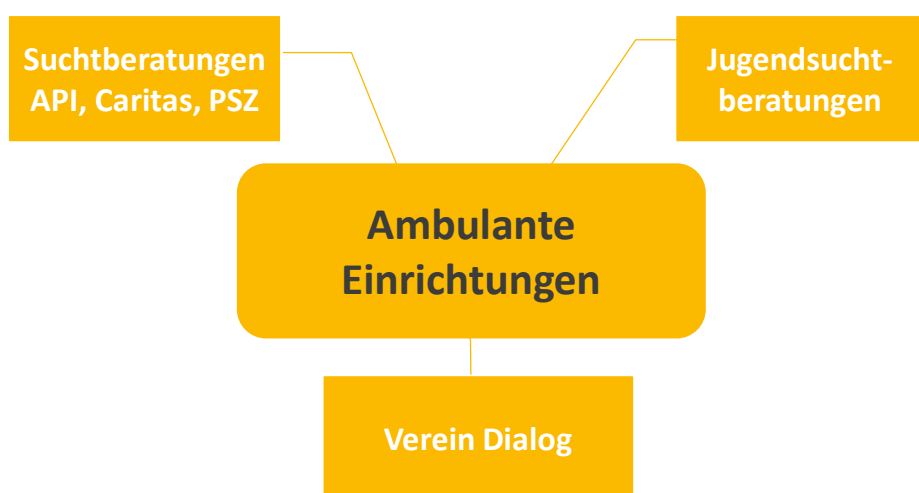 Suchtberatungen
API, Caritas, PSZ
Jugendsucht-
beratungen
Ambulante
Einrichtungen
Verein Dialog